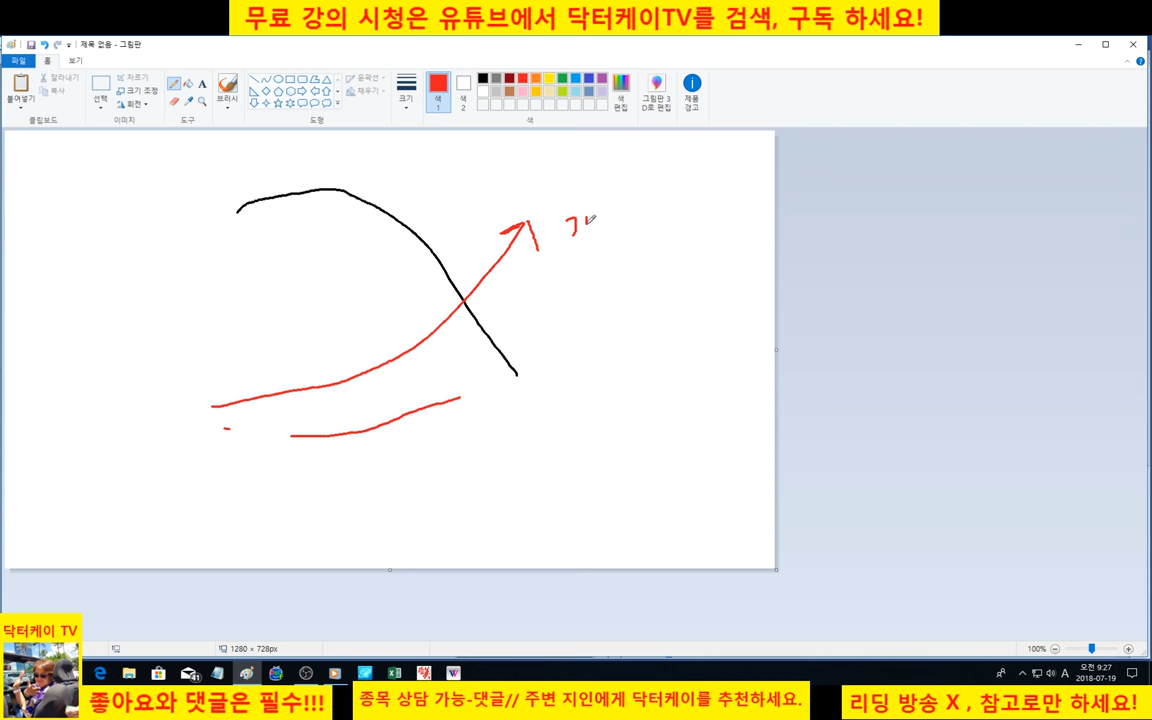 무료 강의 시청은 유튜브에서 닥터케이TV를 검색, 구독 하세요!
제목 없음 - 그림판
파일 홈 보기
붙여넣기
잘라내기
복사
클립보드
선택
자르기
크기 조정
회전
이미지
A
도구
브러시
윤곽선
채우기
도형
크기
색 1
색 2
색 편집
색
그림판 3D로 편집
제품 경고
1280 × 728px
100%
닥터케이 TV
41
A
오전 9:27
2018-07-19
좋아요와 댓글은 필수!!!
종목 상담 가능-댓글// 주변 지인에게 닥터케이를 추천하세요.
리딩 방송 X , 참고로만 하세요!